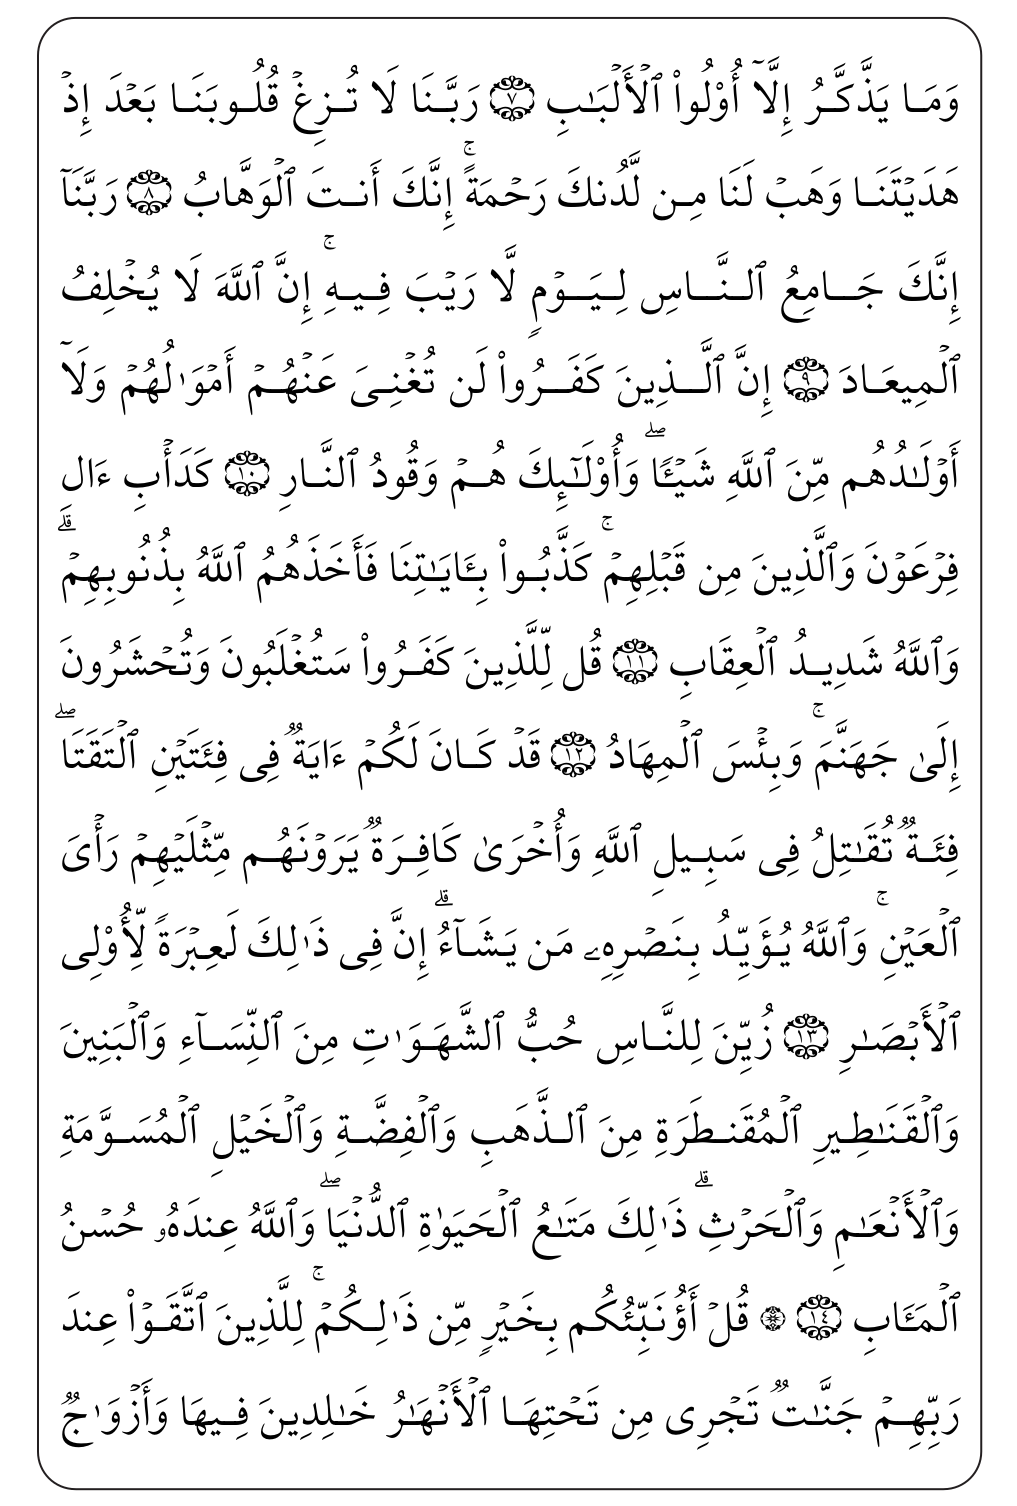 وَمَا يَذَّكَّرُ إِلَّآ أُوْلُواْ ٱلْأَلْبَٰبِ ٧ رَبَّنَا لَا تُزِغْ قُلُوبَنَا بَعْدَ إِذْ
هَدَيْتَنَا وَهَبْ لَنَا مِن لَّدُنكَ رَحْمَةًۚ إِنَّكَ أَنتَ ٱلْوَهَّابُ ٨ رَبَّنَآ
إِنَّكَ جَامِعُ ٱلنَّاسِ لِيَوْمٖ لَّا رَيْبَ فِيهِۚ إِنَّ ٱللَّهَ لَا يُخْلِفُ
ٱلْمِيعَادَ ٩ إِنَّ ٱلَّذِينَ كَفَرُواْ لَن تُغْنِىَ عَنْهُمْ أَمْوَٰلُهُمْ وَلَآ
أَوْلَٰدُهُم مِّنَ ٱللَّهِ شَيْـًٔاۖ وَأُوْلَٰٓئِكَ هُمْ وَقُودُ ٱلنَّارِ ١٠ كَدَأْبِ ءَالِ
فِرْعَوْنَ وَٱلَّذِينَ مِن قَبْلِهِمْۚ كَذَّبُواْ بِـَٔايَٰتِنَا فَأَخَذَهُمُ ٱللَّهُ بِذُنُوبِهِمْۗ
وَٱللَّهُ شَدِيدُ ٱلْعِقَابِ ١١ قُل لِّلَّذِينَ كَفَرُواْ سَتُغْلَبُونَ وَتُحْشَرُونَ
إِلَىٰ جَهَنَّمَۚ وَبِئْسَ ٱلْمِهَادُ ١٢ قَدْ كَانَ لَكُمْ ءَايَةٞ فِى فِئَتَيْنِ ٱلْتَقَتَاۖ
فِئَةٞ تُقَٰتِلُ فِى سَبِيلِ ٱللَّهِ وَأُخْرَىٰ كَافِرَةٞ يَرَوْنَهُم مِّثْلَيْهِمْ رَأْىَ
ٱلْعَيْنِۚ وَٱللَّهُ يُؤَيِّدُ بِنَصْرِهِۦ مَن يَشَآءُۗ إِنَّ فِى ذَٰلِكَ لَعِبْرَةً لِّأُوْلِى
ٱلْأَبْصَٰرِ ١٣ زُيِّنَ لِلنَّاسِ حُبُّ ٱلشَّهَوَٰتِ مِنَ ٱلنِّسَآءِ وَٱلْبَنِينَ
وَٱلْقَنَٰطِيرِ ٱلْمُقَنطَرَةِ مِنَ ٱلذَّهَبِ وَٱلْفِضَّةِ وَٱلْخَيْلِ ٱلْمُسَوَّمَةِ
وَٱلْأَنْعَٰمِ وَٱلْحَرْثِۗ ذَٰلِكَ مَتَٰعُ ٱلْحَيَوٰةِ ٱلدُّنْيَاۖ وَٱللَّهُ عِندَهُۥ حُسْنُ
ٱلْمَـَٔابِ ١٤ ۞ قُلْ أَؤُنَبِّئُكُم بِخَيْرٖ مِّن ذَٰلِكُمْۚ لِلَّذِينَ ٱتَّقَوْاْ عِندَ
رَبِّهِمْ جَنَّٰتٞ تَجْرِى مِن تَحْتِهَا ٱلْأَنْهَٰرُ خَٰلِدِينَ فِيهَا وَأَزْوَٰجٞ